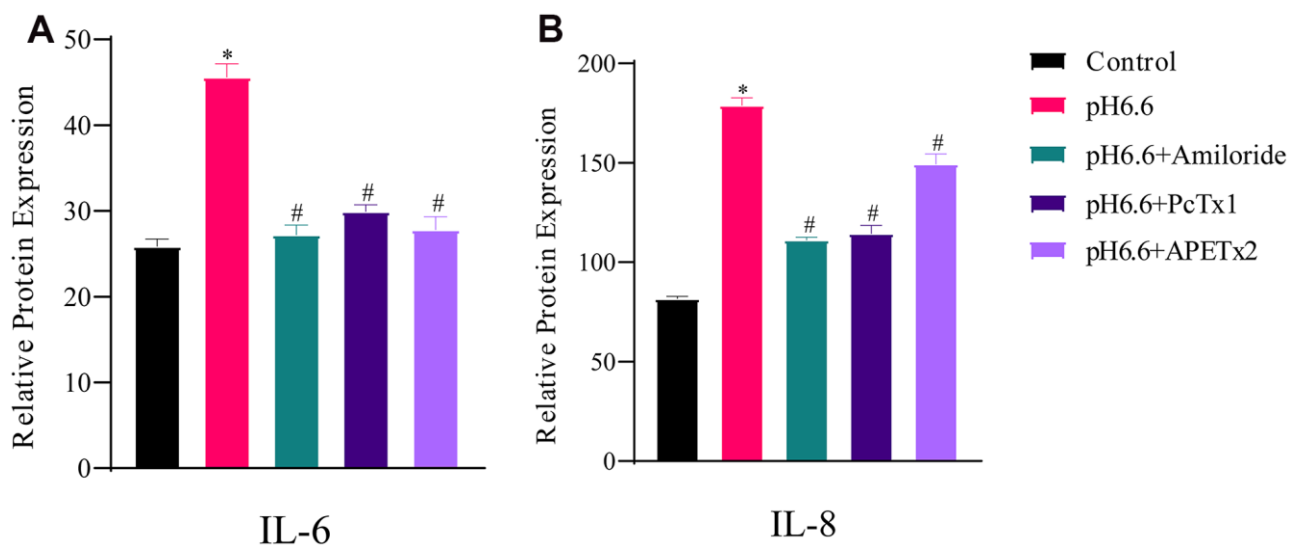 A
Relative Protein Expression
50
40
30
20
10
0
*
#
#
#
IL-6
B
Relative Protein Expression
200
150
100
50
0
*
#
#
#
IL-8
Control
pH6.6
pH6.6+Amiloride
pH6.6+PcTx1
pH6.6+APETx2